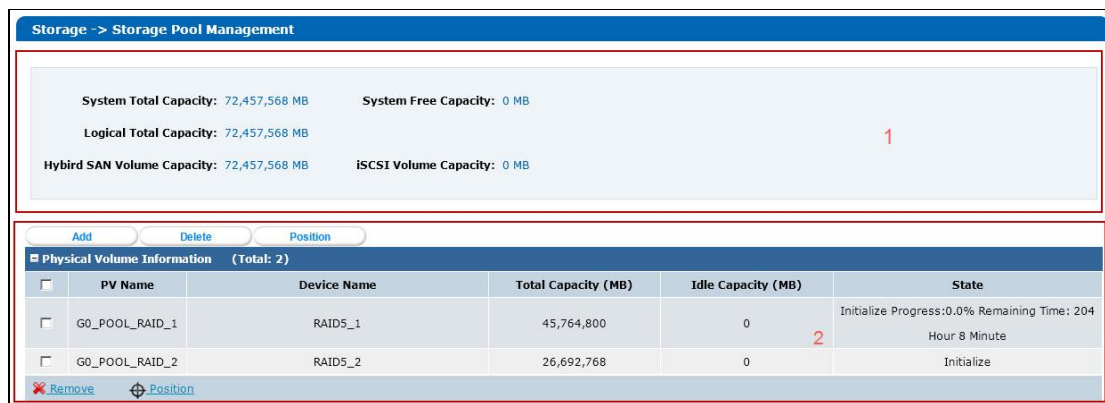 Storage -> Storage Pool Management
System Total Capacity: 72,457,568 MB System Free Capacity: 0 MB
Logical Total Capacity: 72,457,568 MB
1
Hybird SAN Volume Capacity: 72,457,568 MB iSCSI Volume Capacity: 0 MB
Add Delete Position
Physical Volume Information (Total: 2)
PV Name Device Name Total Capacity (MB) Idle Capacity (MB) State
G0_POOL_RAID_1 RAID5_1 45,764,800 0 Initialize Progress:0.0% Remaining Time: 204
Hour 8 Minute
2
G0_POOL_RAID_2 RAID5_2 26,692,768 0 Initialize
Remove Position